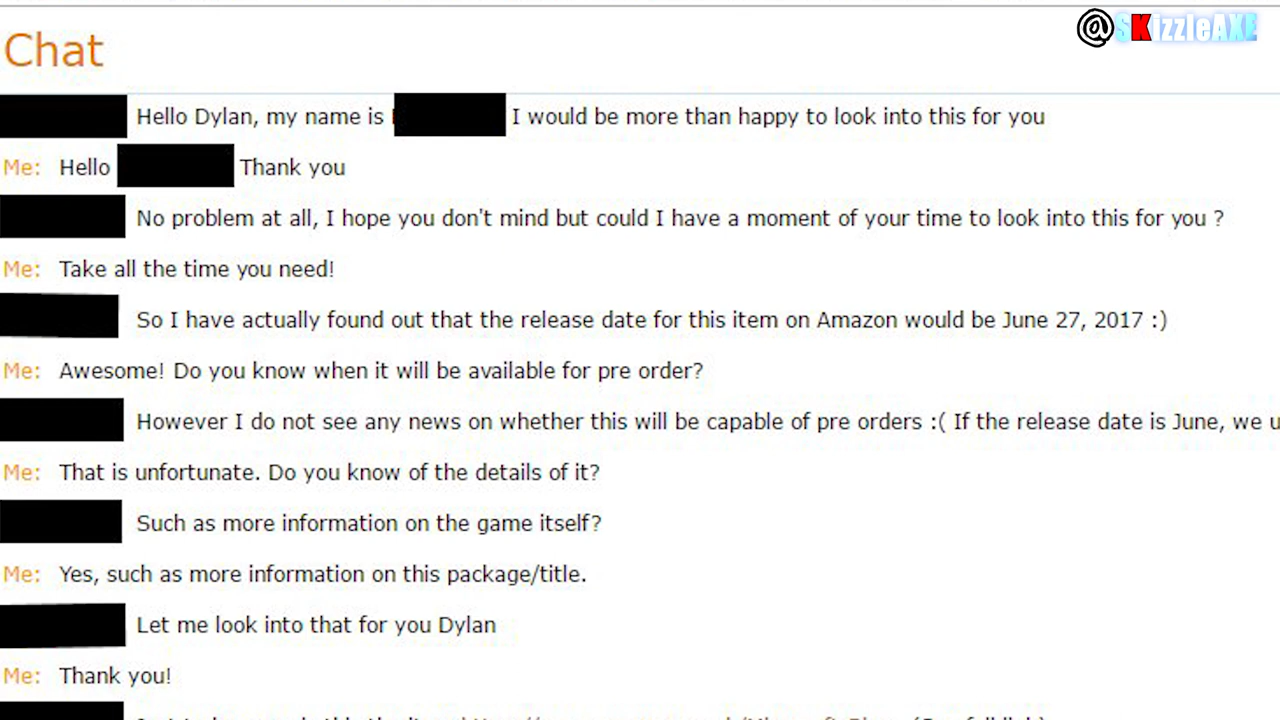 @SKizzleAXE
Chat
Hello Dylan, my name is I would be more than happy to look into this for you
Me: Hello Thank you
No problem at all, I hope you don't mind but could I have a moment of your time to look into this for you ?
Me: Take all the time you need!
So I have actually found out that the release date for this item on Amazon would be June 27, 2017 :)
Me: Awesome! Do you know when it will be available for pre order?
However I do not see any news on whether this will be capable of pre orders :( If the release date is June, we u
Me: That is unfortunate. Do you know of the details of it?
Such as more information on the game itself?
Me: Yes, such as more information on this package/title.
Let me look into that for you Dylan
Me: Thank you!